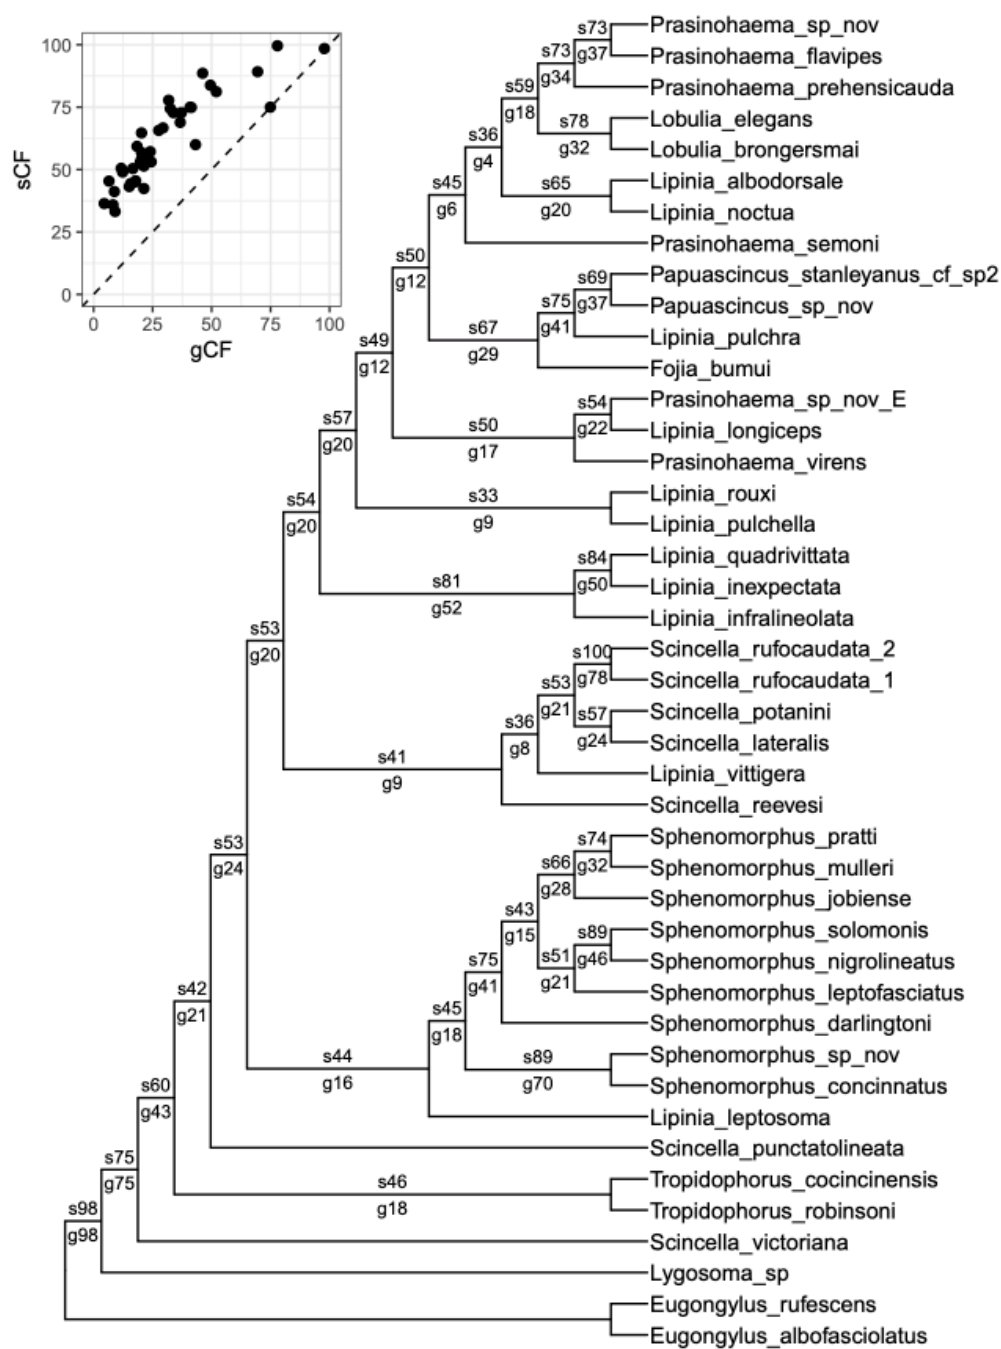 100
75
50
25
0
sCF
0 25 50 75 100
gCF
s73 Prasinohaema_sp_nov
s73 g37 Prasinohaema_flavipes
s59 g34 Prasinohaema_prehensicauda
g18 s78 Lobulia_elegans
s36 g32 Lobulia_brongersmai
g4 s65 Lipinia_albodorsale
s45 g20 Lipinia_noctua
g6 Prasinohaema_semoni
s50 s69 Papuascincus_stanleyanus_cf_sp2
g12 s75 g37 Papuascincus_sp_nov
s67 g41 Lipinia_pulchra
s49 g29 Fojia_bumui
g12 s54 Prasinohaema_sp_nov_E
s57 s50 g22 Lipinia_longiceps
g20 g17 Prasinohaema_virens
s54 s33 Lipinia_rouxi
g20 g9 Lipinia_pulchella
s84 Lipinia_quadrivittata
s81 g50 Lipinia_inexpectata
s53 g52 Lipinia_infralineolata
g20 s100 Scincella_rufocaudata_2
s53 g78 Scincella_rufocaudata_1
s36 g21 s57 Scincella_potanini
g8 g24 Scincella_lateralis
s41 Lipinia_vittigera
g9 Scincella_reevesi
s53 s74 Sphenomorphus_pratti
g24 s66 g32 Sphenomorphus_mulleri
s43 g28 Sphenomorphus_jobiense
g15 s89 Sphenomorphus_solomonis
s75 s51 g46 Sphenomorphus_nigrolineatus
s42 g41 g21 Sphenomorphus_leptofasciatus
g21 s45 Sphenomorphus_darlingtoni
s44 g18 s89 Sphenomorphus_sp_nov
s60 g16 g70 Sphenomorphus_concinnatus
g43 Lipinia_leptosoma
s75 Scincella_punctatolineata
g75 s46 Tropidophorus_cocincinensis
s98 g18 Tropidophorus_robinsoni
g98 Scincella_victoriana
Lygosoma_sp
Eugongylus_rufescens
Eugongylus_albofasciolatus